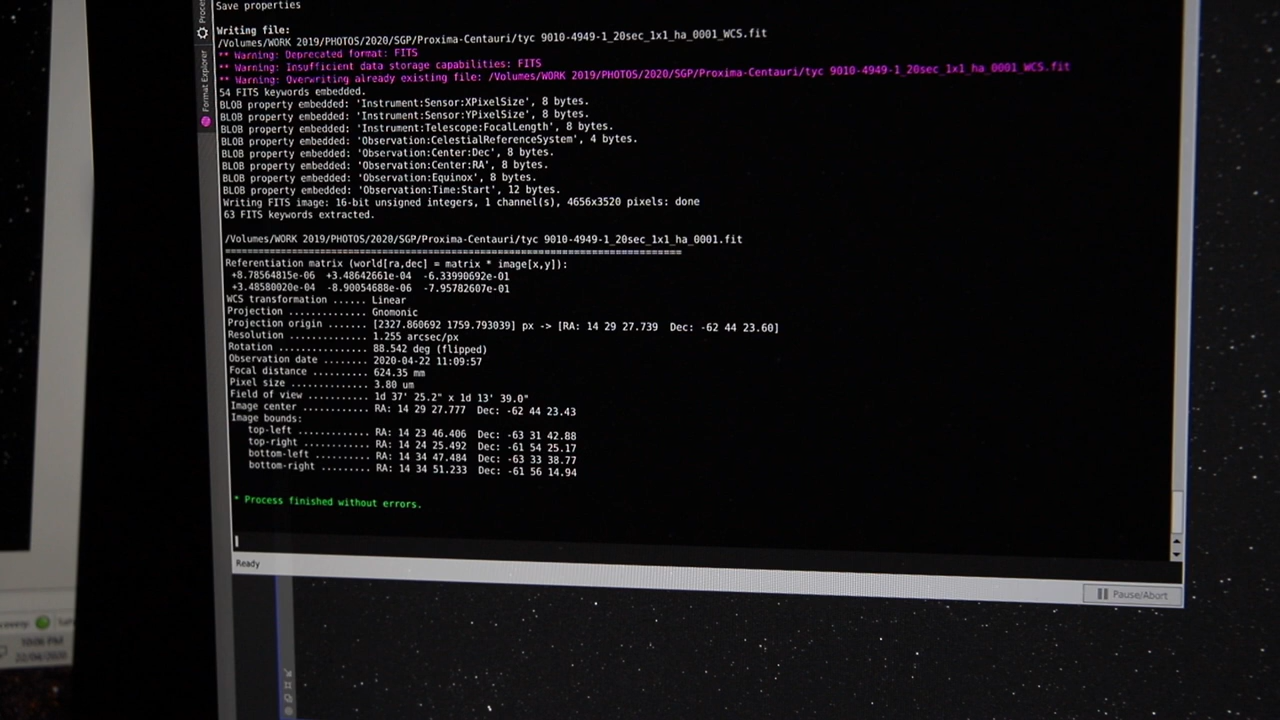 Save properties
Writing file:
/Volumes/WORK 2019/PHOTOS/2020/SGP/Proxima-Centauri/tyc 9010-4949-1_20sec_1x1_ha_0001_WCS.fit
** Warning: Deprecated format: FITS
** Warning: Insufficient data storage capabilities: FITS
** Warning: Overwriting already existing file: /Volumes/WORK 2019/PHOTOS/2020/SGP/Proxima-Centauri/tyc 9010-4949-1_20sec_1x1_ha_0001_WCS.fit
54 FITS keywords embedded.
BLOB property embedded: 'Instrument:Sensor:XPixelSize', 8 bytes.
BLOB property embedded: 'Instrument:Sensor:YPixelSize', 8 bytes.
BLOB property embedded: 'Instrument:Telescope:FocalLength', 8 bytes.
BLOB property embedded: 'Observation:CelestialReferenceSystem', 4 bytes.
BLOB property embedded: 'Observation:Center:Dec', 8 bytes.
BLOB property embedded: 'Observation:Center:RA', 8 bytes.
BLOB property embedded: 'Observation:Equinox', 8 bytes.
BLOB property embedded: 'Observation:Time:Start', 12 bytes.
Writing FITS image: 16-bit unsigned integers, 1 channel(s), 4656x3520 pixels: done
63 FITS keywords extracted.
/Volumes/WORK 2019/PHOTOS/2020/SGP/Proxima-Centauri/tyc 9010-4949-1_20sec_1x1_ha_0001.fit
===============================================================================
Referentiation matrix (world[ra,dec] = matrix * image[x,y]):
+8.78564815e-06 +3.48642661e-04 -6.33990692e-01
+3.48580020e-04 -8.90054688e-06 -7.95782607e-01
WCS transformation ...... Linear
Projection .............. Gnomonic
Projection origin ....... [2327.860692 1759.793039] px -> [RA: 14 29 27.739 Dec: -62 44 23.60]
Resolution .............. 1.255 arcsec/px
Rotation ................ 88.542 deg (flipped)
Observation date ........ 2020-04-22 11:09:57
Focal distance .......... 624.35 mm
Pixel size .............. 3.80 um
Field of view ........... 1d 37' 25.2" x 1d 13' 39.0"
Image center ............ RA: 14 29 27.777 Dec: -62 44 23.43
Image bounds:
top-left ............. RA: 14 23 46.406 Dec: -63 31 42.88
top-right ............ RA: 14 24 25.492 Dec: -61 54 25.17
bottom-left .......... RA: 14 34 47.484 Dec: -63 33 38.77
bottom-right ......... RA: 14 34 51.233 Dec: -61 56 14.94
* Process finished without errors.
Ready
Pause/Abort
Format Explorer
10:06 PM
22/04/2020